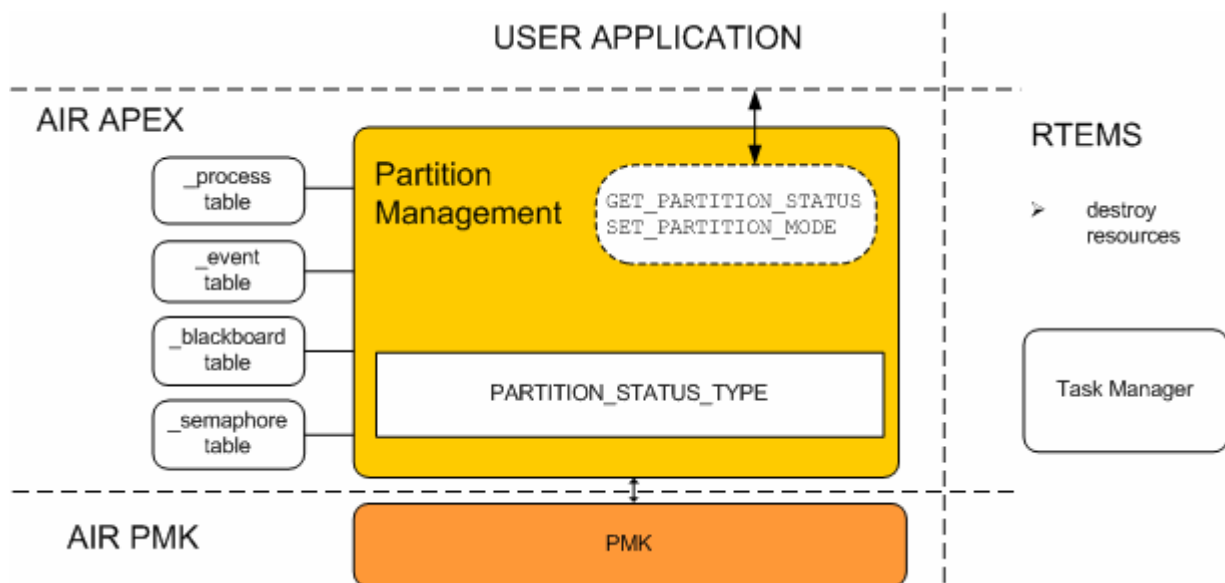 USER APPLICATION
AIR APEX
_process
table
_event
table
_blackboard
table
_semaphore
table
Partition
Management
GET_PARTITION_STATUS
SET_PARTITION_MODE
PARTITION_STATUS_TYPE
RTEMS
➢ destroy
resources
Task Manager
AIR PMK
PMK